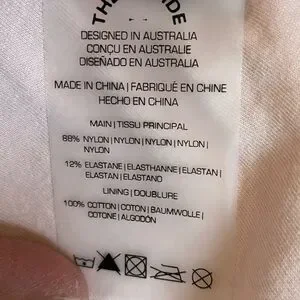 DESIGNED IN AUSTRALIA
CONÇU EN AUSTRALIE
DISEÑADO EN AUSTRALIA
MADE IN CHINA | FABRIQUÉ EN CHINE
HECHO EN CHINA
MAIN | TISSU PRINCIPAL
88% NYLON | NYLON | NYLON | NYLON |
NYLON
12% ELASTANE | ELASTHANNE | ELASTAN |
ELASTAN | ELASTANO
LINING | DOUBLURE
100% COTTON | COTON | BAUMWOLLE |
COTONE | ALGODÓN